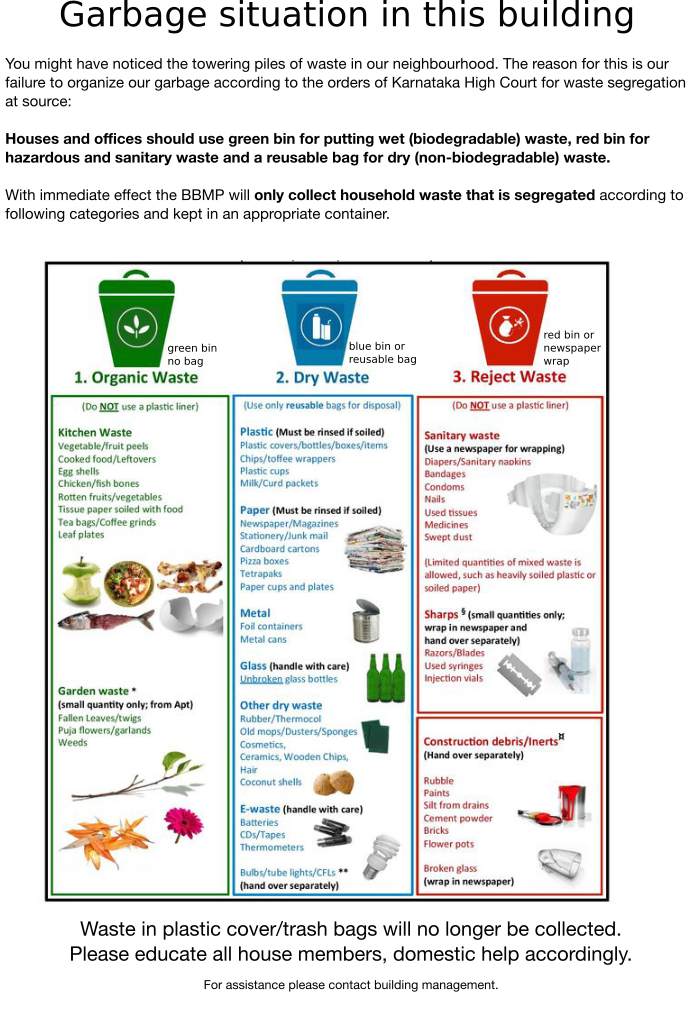 Garbage situation in this building
You might have noticed the towering piles of waste in our neighbourhood. The reason for this is our
failure to organize our garbage according to the orders of Karnataka High Court for waste segregation
at source:
Houses and offices should use green bin for putting wet (biodegradable) waste, red bin for
hazardous and sanitary waste and a reusable bag for dry (non-biodegradable) waste.
With immediate effect the BBMP will only collect household waste that is segregated according to
following categories and kept in an appropriate container.
green bin
no bag
1. Organic Waste
(Do NOT use a plastic liner)
Kitchen Waste
Vegetable/fruit peels
Cooked food/Leftovers
Egg shells
Chicken/fish bones
Rotten fruits/vegetables
Tissue paper soiled with food
Tea bags/Coffee grinds
Leaf plates
Garden waste *
(small quantity only; from Apt)
Fallen Leaves/twigs
Puja flowers/garlands
Weeds
blue bin or
reusable bag
2. Dry Waste
(Use only reusable bags for disposal)
Plastic (Must be rinsed if soiled)
Plastic covers/bottles/boxes/items
Chips/toffee wrappers
Plastic cups
Milk/Curd packets
Paper (Must be rinsed if soiled)
Newspaper/Magazines
Stationery/Junk mail
Cardboard cartons
Pizza boxes
Tetrapaks
Paper cups and plates
Metal
Foil containers
Metal cans
Glass (handle with care)
Unbroken glass bottles
Other dry waste
Rubber/Thermocol
Old mops/Dusters/Sponges
Cosmetics,
Ceramics, Wooden Chips,
Hair
Coconut shells
E-waste (handle with care)
Batteries
CDs/Tapes
Thermometers
Bulbs/tube lights/CFLs **
(hand over separately)
red bin or
newspaper
wrap
3. Reject Waste
(Do NOT use a plastic liner)
Sanitary waste
(Use a newspaper for wrapping)
Diapers/Sanitary napkins
Bandages
Condoms
Nails
Used tissues
Medicines
Swept dust
(Limited quantities of mixed waste is
allowed, such as heavily soiled plastic or
soiled paper)
Sharps § (small quantities only;
wrap in newspaper and
hand over separately)
Razors/Blades
Used syringes
Injection vials
Construction debris/Inerts¤
(Hand over separately)
Rubble
Paints
Silt from drains
Cement powder
Bricks
Flower pots
Broken glass
(wrap in newspaper)
Waste in plastic cover/trash bags will no longer be collected.
Please educate all house members, domestic help accordingly.
For assistance please contact building management.